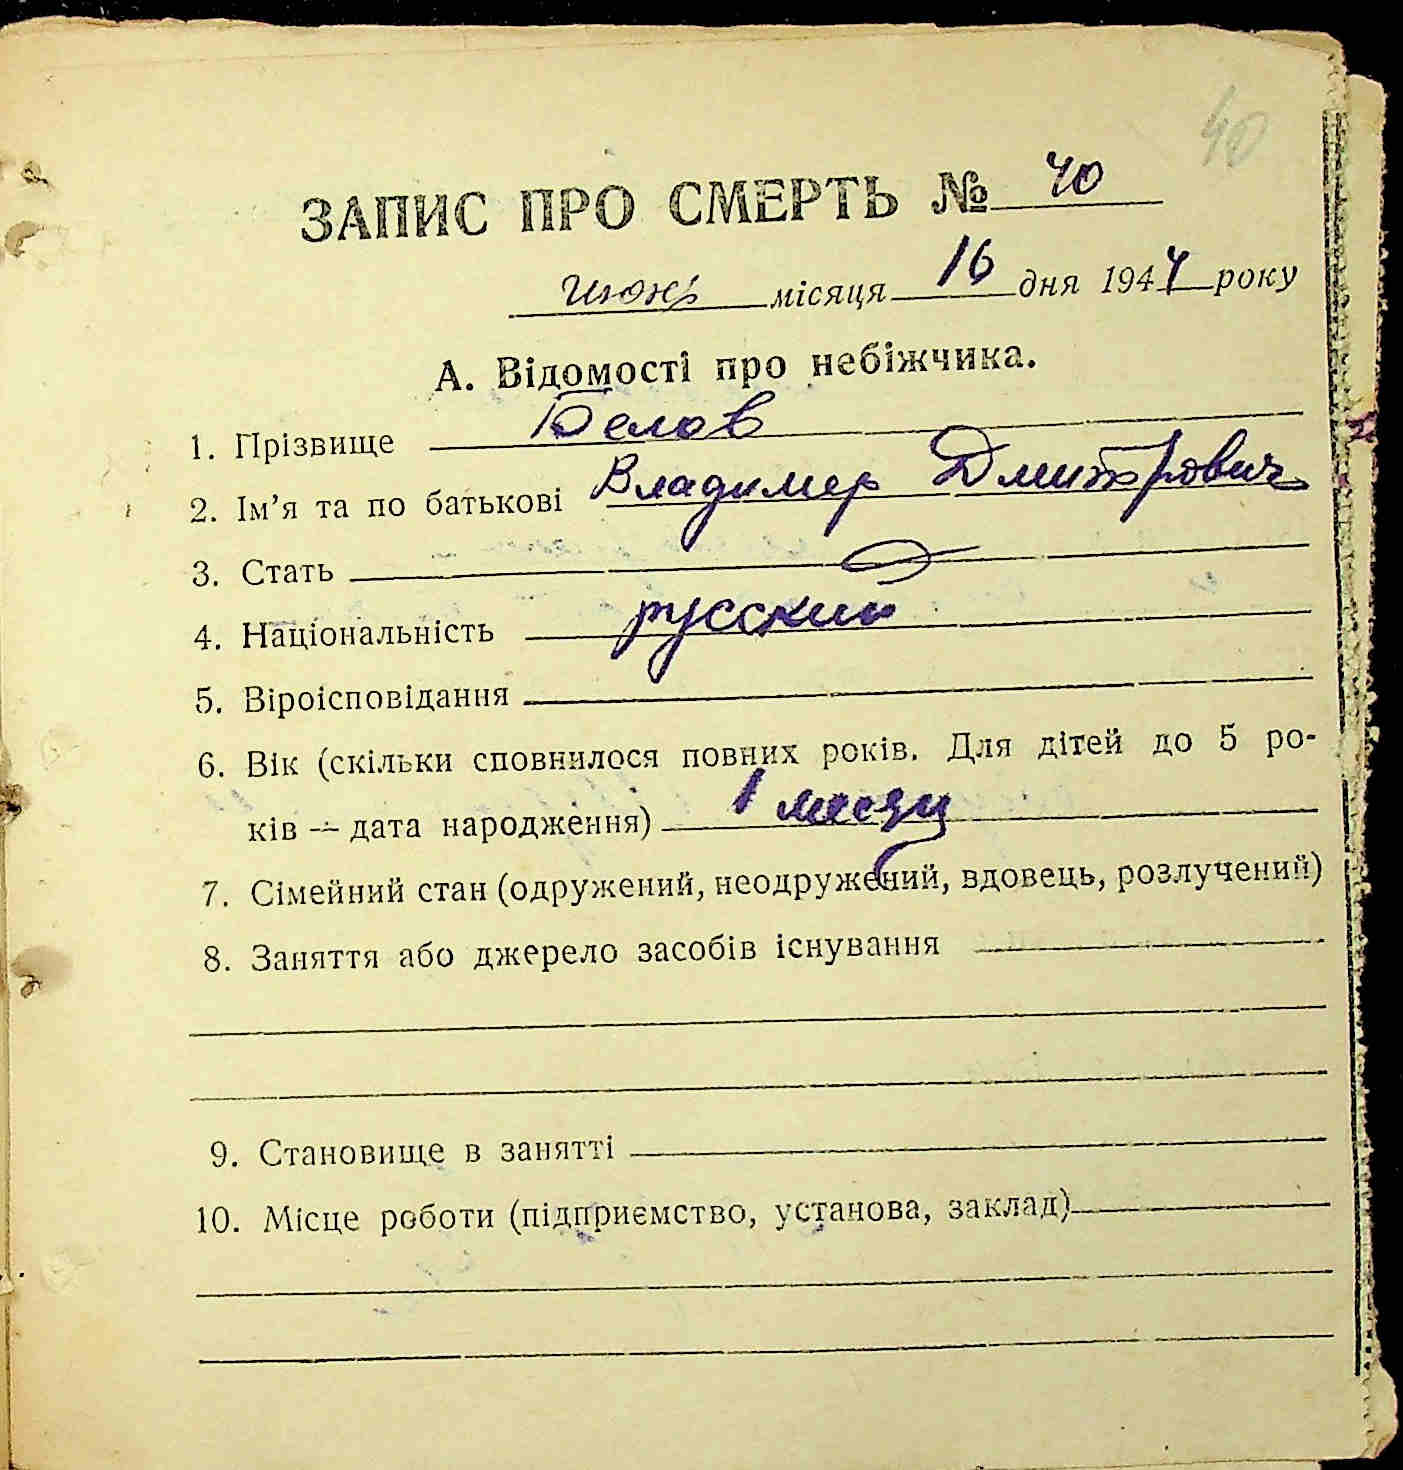 40
ЗАПИС ПРО СМЕРТЬ № 40
июня місяця 16 дня 1944 року
А. Відомості про небіжчика.
1. Прізвище Белов
2. Ім’я та по батькові Владимер Дмитрович
3. Стать
4. Національність русский
5. Віроісповідання
6. Вік (скільки сповнилося повних років. Для дітей до 5 ро-
ків — дата народження) 1 месяц
7. Сімейний стан (одружений, неодружений, вдовець, розлучений)
8. Заняття або джерело засобів існування
9. Становище в занятті
10. Місце роботи (підприємство, установа, заклад)